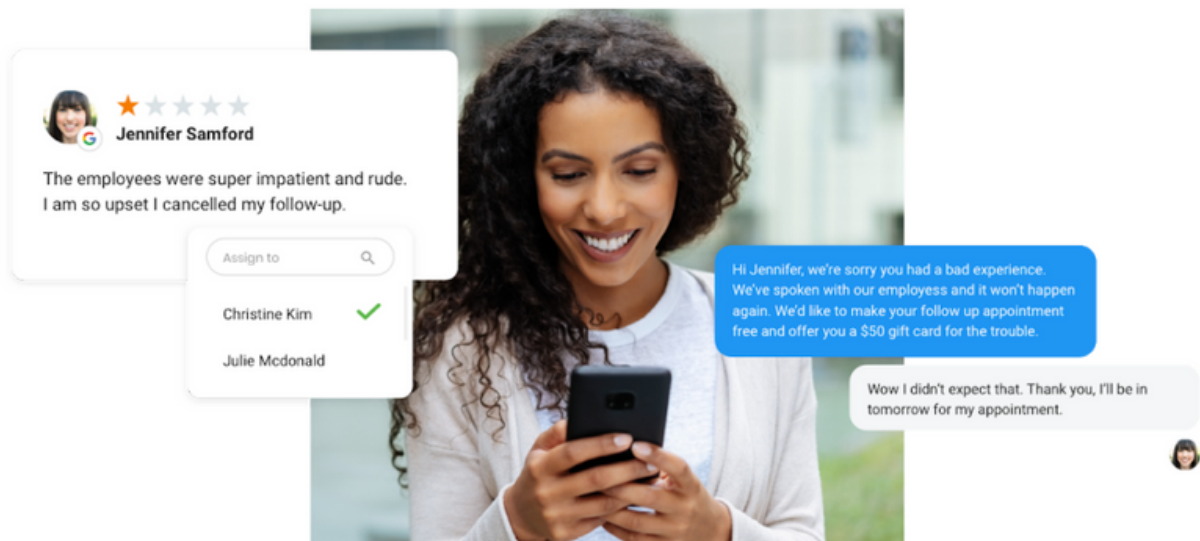 Jennifer Samford
The employees were super impatient and rude.
I am so upset I cancelled my follow-up.
Assign to
Christine Kim
Julie Mcdonald
Hi Jennifer, we're sorry you had a bad experience.
We've spoken with our employess and it won't happen
again. We'd like to make your follow up appointment
free and offer you a $50 gift card for the trouble.
Wow I didn't expect that. Thank you, I'll be in
tomorrow for my appointment.